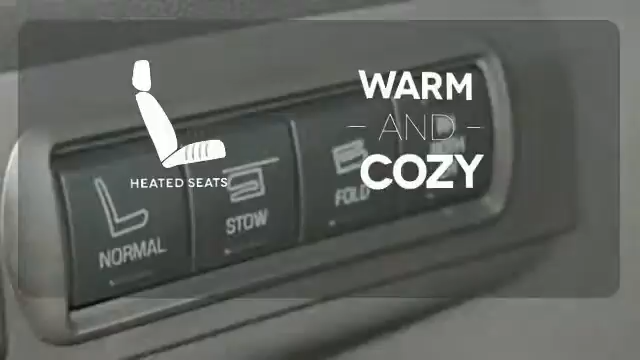 WARM
— AND —
COZY
HEATED SEATS
NORMAL
STOW
FOLD